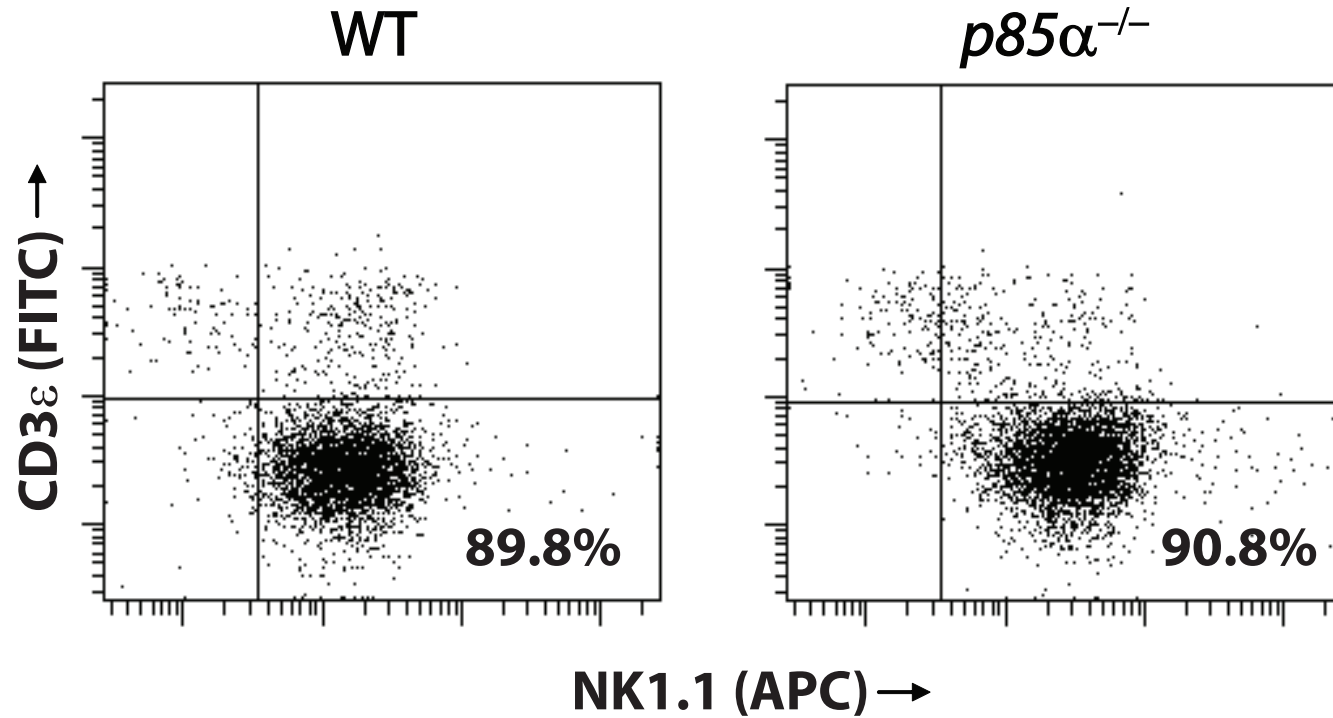 WT
p85α⁻/⁻
CD3ε (FITC) →
89.8%
90.8%
NK1.1 (APC) →